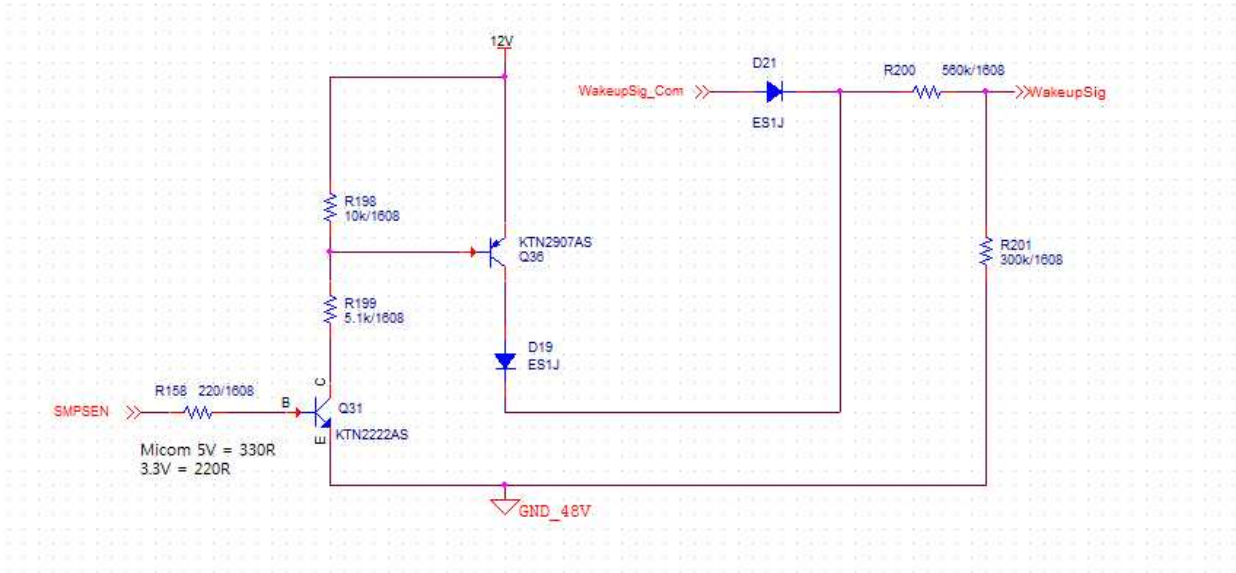 12V
D21
R200 560k/1608
WakeupSig_Com
WakeupSig
ES1J
R198
10k/1608
KTN2907AS
Q36
R201
300k/1608
R199
5.1k/1608
D19
ES1J
C
R158 220/1608
B
Q31
SMPSEN
KTN2222AS
E
Micom 5V = 330R
3.3V = 220R
GND_48V